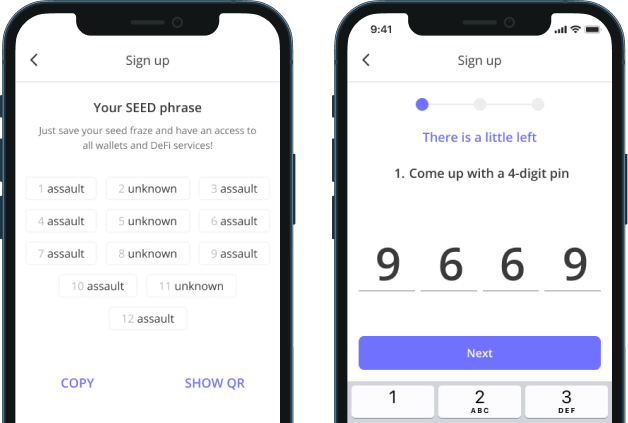 Sign up
Your SEED phrase
Just save your seed fraze and have an access to
all wallets and DeFi services!
1 assault 2 unknown 3 assault
4 assault 5 unknown 6 assault
7 assault 8 unknown 9 assault
10 assault 11 unknown
12 assault
COPY SHOW QR
9:41
Sign up
There is a little left
1. Come up with a 4-digit pin
9 6 6 9
Next
1 2 3
ABC DEF